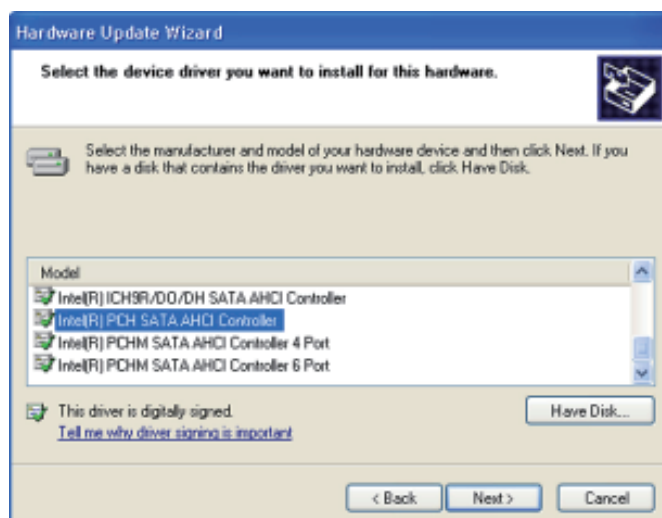 Hardware Update Wizard
Select the device driver you want to install for this hardware.
Select the manufacturer and model of your hardware device and then click Next. If you
have a disk that contains the driver you want to install, click Have Disk.
Model
Intel(R) ICH9R/DO/DH SATA AHCI Controller
Intel(R) PCH SATA AHCI Controller
Intel(R) PCHM SATA AHCI Controller 4 Port
Intel(R) PCHM SATA AHCI Controller 6 Port
This driver is digitally signed.
Have Disk...
Tell me why driver signing is important
< Back
Next >
Cancel